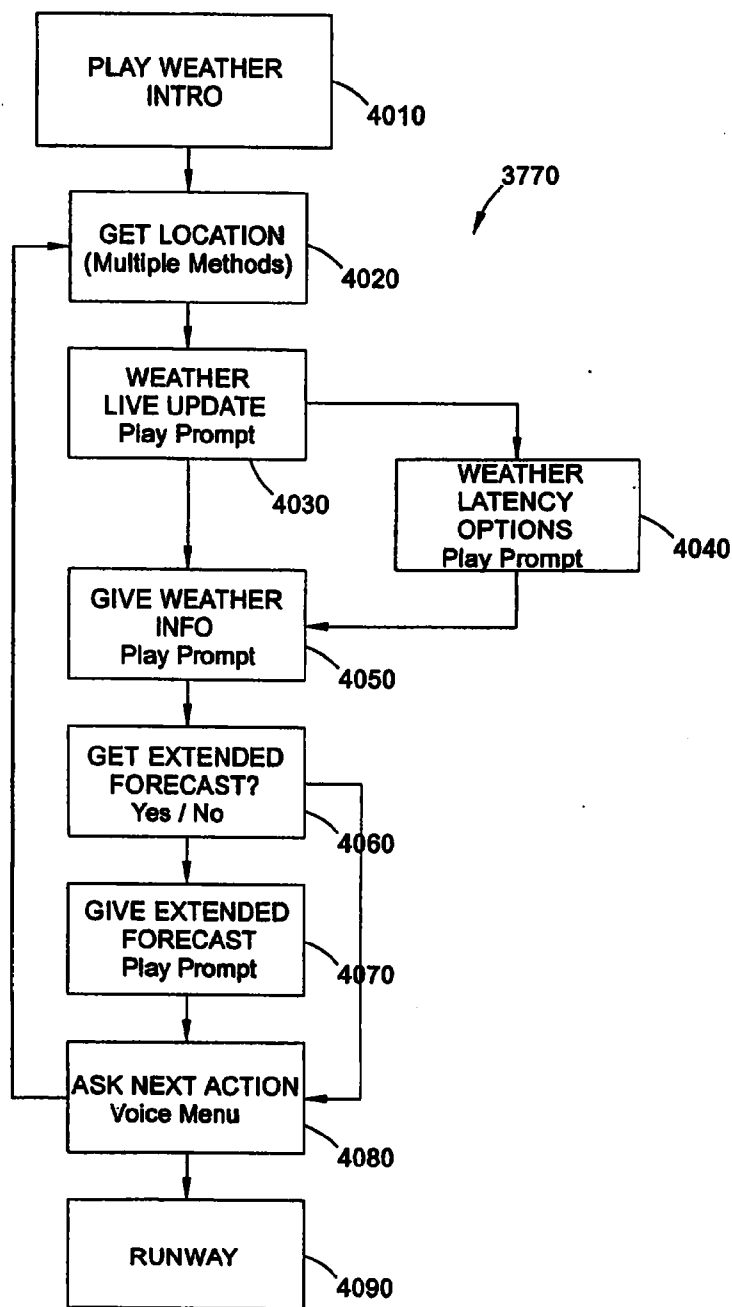 PLAY WEATHER
INTRO
4010
3770
GET LOCATION
(Multiple Methods)
4020
WEATHER
LIVE UPDATE
Play Prompt
4030
WEATHER
LATENCY
OPTIONS
Play Prompt
4040
GIVE WEATHER
INFO
Play Prompt
4050
GET EXTENDED
FORECAST?
Yes / No
4060
GIVE EXTENDED
FORECAST
Play Prompt
4070
ASK NEXT ACTION
Voice Menu
4080
RUNWAY
4090